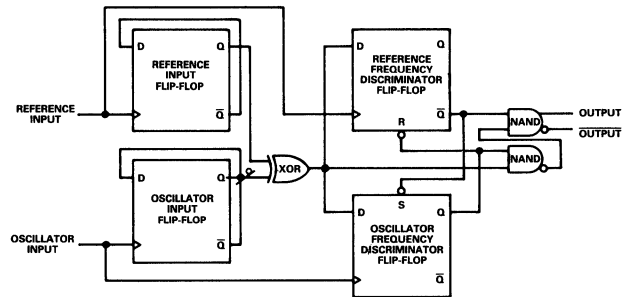 D
Q
REFERENCE
INPUT
FLIP-FLOP
Q̅
REFERENCE
INPUT
D
Q
REFERENCE
FREQUENCY
DISCRIMINATOR
FLIP-FLOP
R
Q̅
NAND
OUTPUT
O̅U̅T̅P̅U̅T̅
NAND
XOR
D
Q
OSCILLATOR
INPUT
FLIP-FLOP
Q̅
OSCILLATOR
INPUT
S
D
Q
OSCILLATOR
FREQUENCY
DISCRIMINATOR
FLIP-FLOP
Q̅